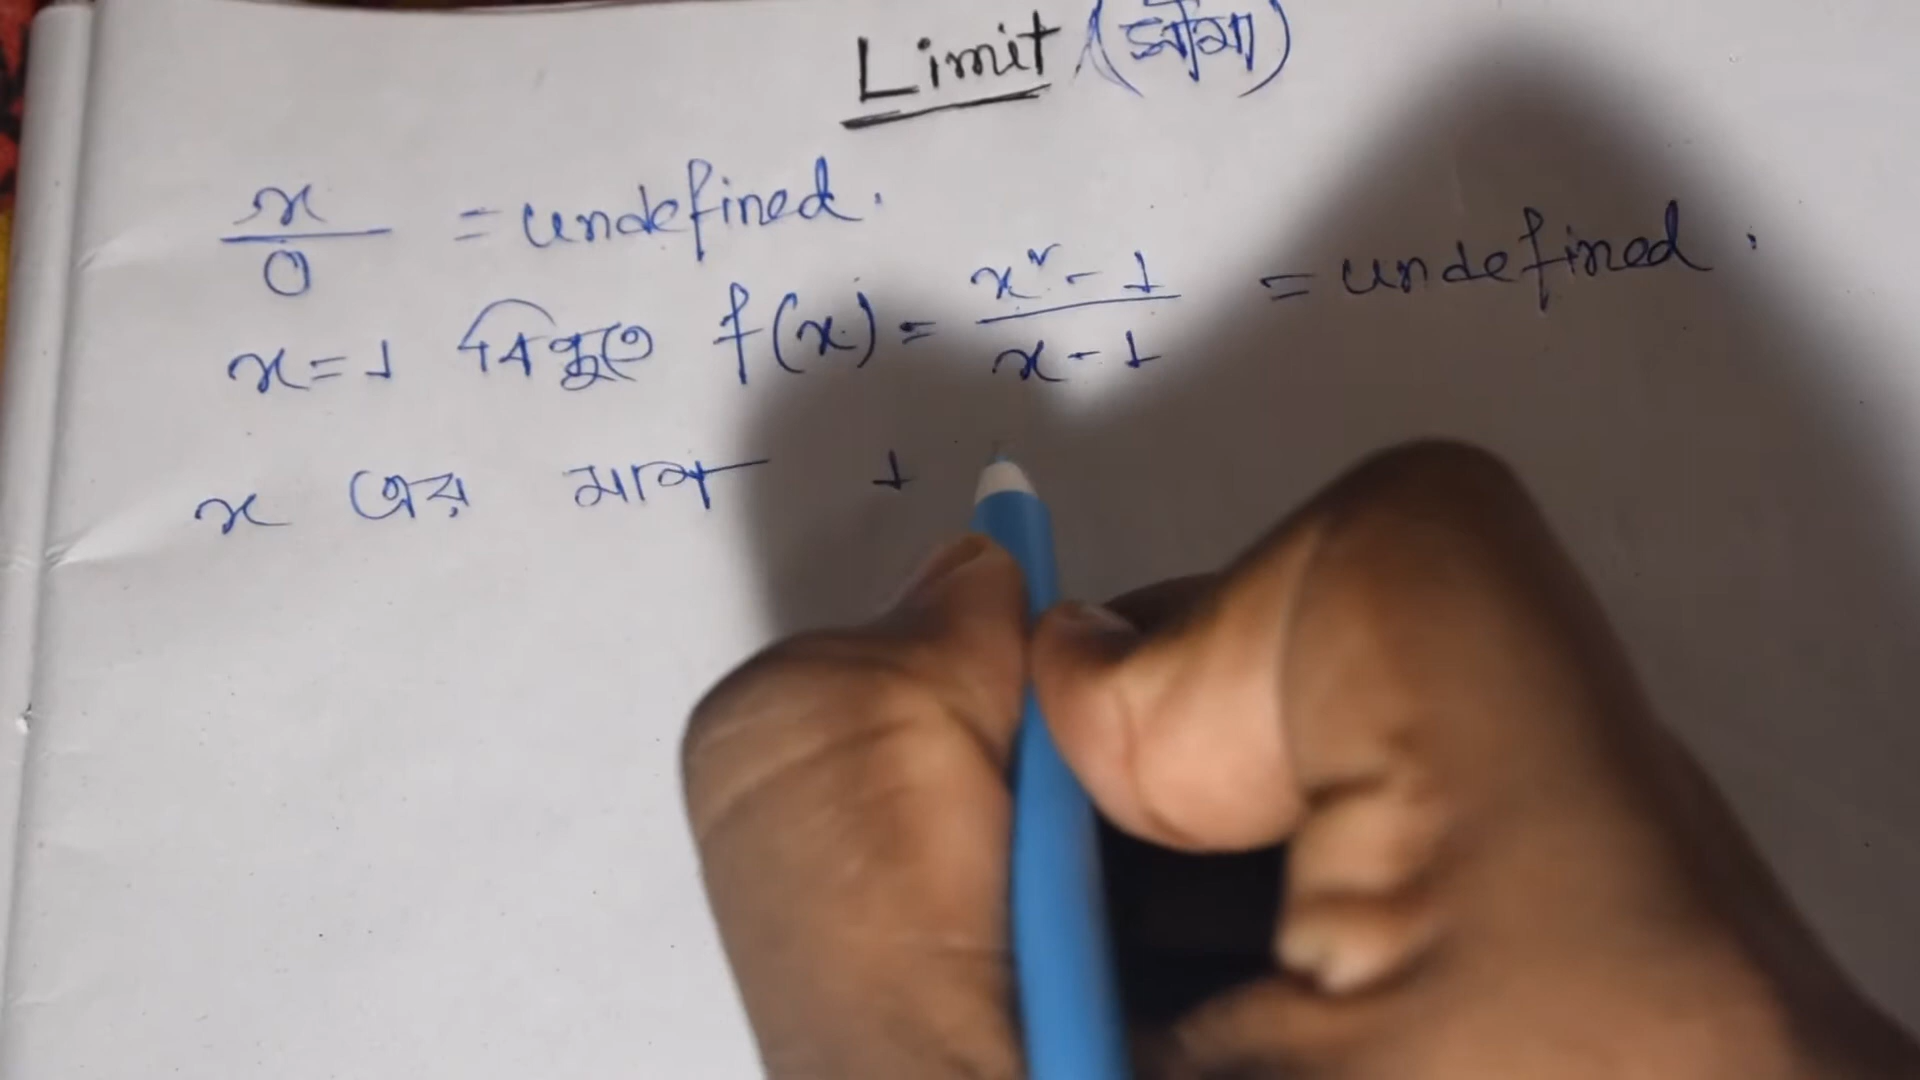 Limit (সীমা)
x/0 = undefined.
x=1 বিন্দুতে f(x) = x²-1 / x-1 = undefined.
x এর মান 1